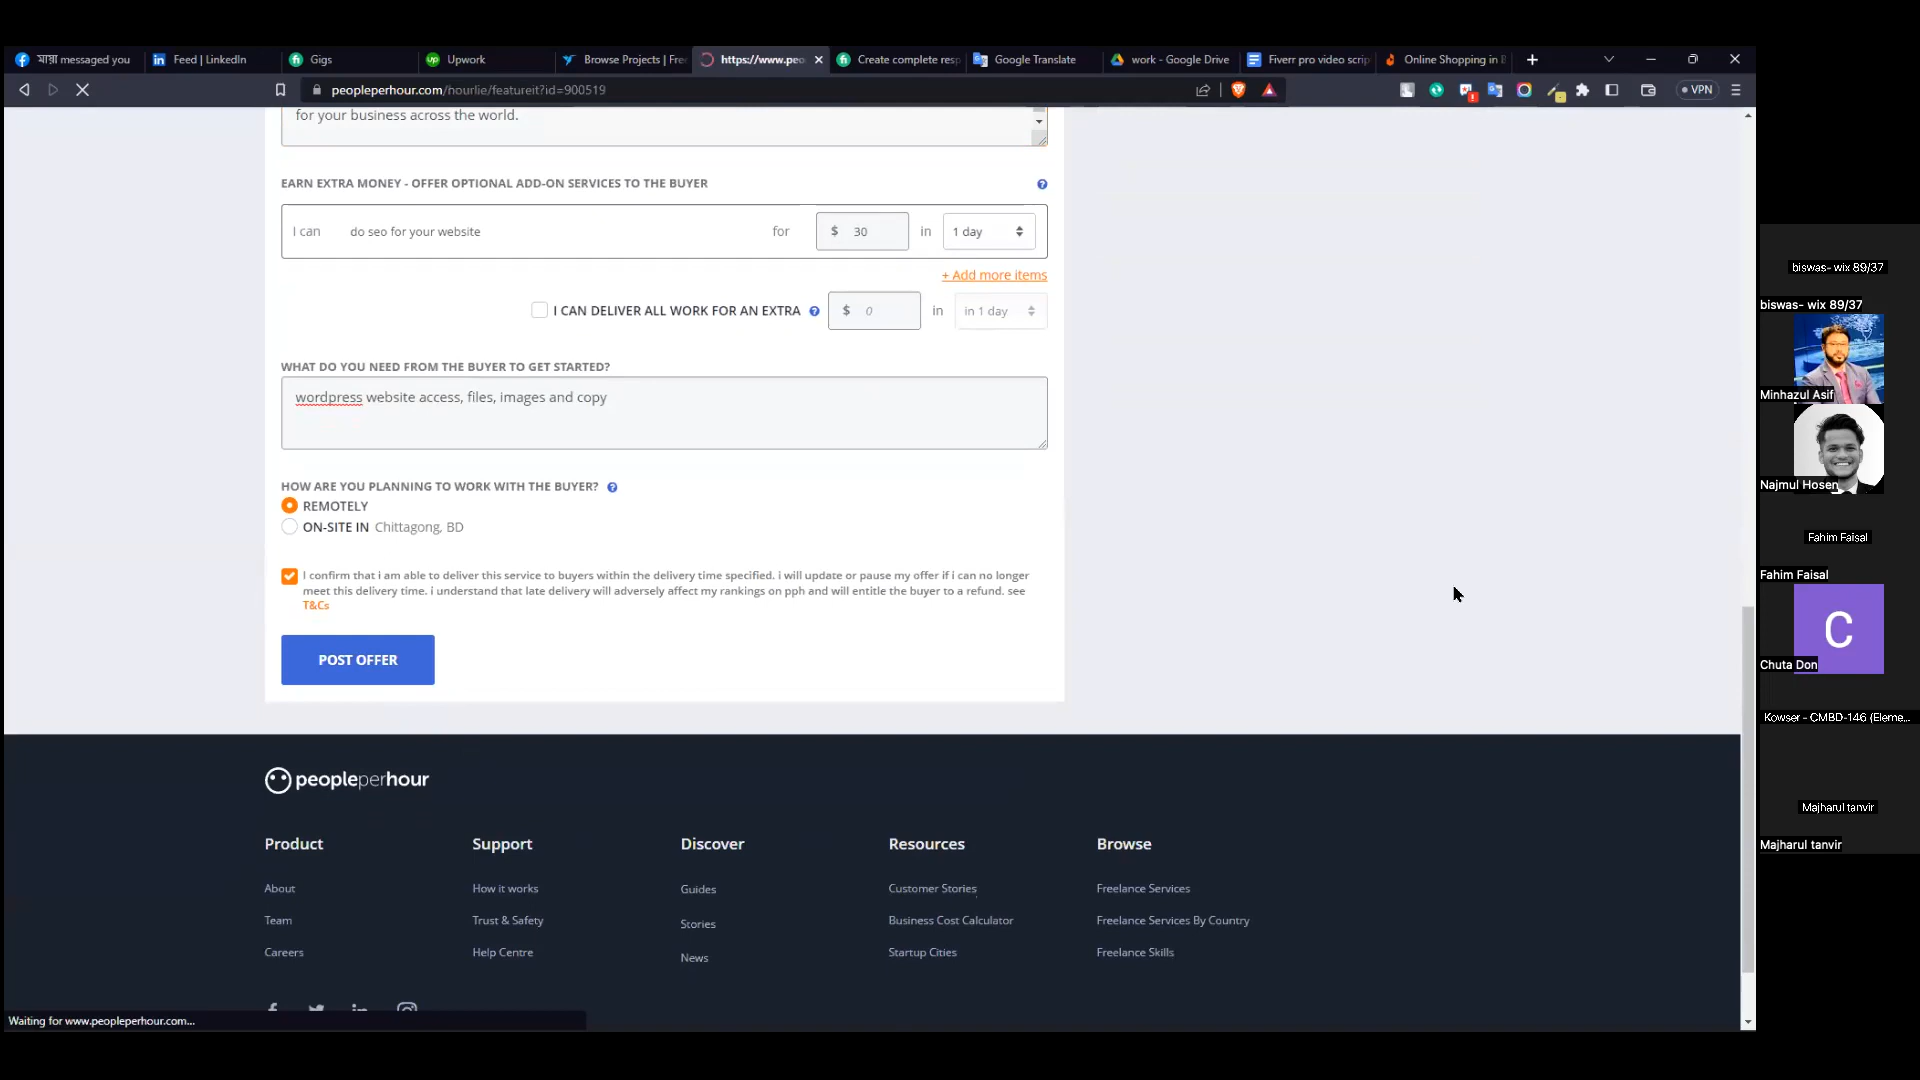 মায়া messaged you
Feed | LinkedIn
Gigs
Upwork
Browse Projects | Fre
https://www.peo
Create complete resp
Google Translate
work - Google Drive
Fiverr pro video scrip
Online Shopping in B
peopleperhour.com/hourlie/featureit?id=900519
VPN
for your business across the world.
EARN EXTRA MONEY - OFFER OPTIONAL ADD-ON SERVICES TO THE BUYER
I can do seo for your website for $ 30 in 1 day
+ Add more items
I CAN DELIVER ALL WORK FOR AN EXTRA $ 0 in in 1 day
WHAT DO YOU NEED FROM THE BUYER TO GET STARTED?
wordpress website access, files, images and copy
HOW ARE YOU PLANNING TO WORK WITH THE BUYER?
REMOTELY
ON-SITE IN Chittagong, BD
I confirm that i am able to deliver this service to buyers within the delivery time specified. i will update or pause my offer if i can no longer
meet this delivery time. i understand that late delivery will adversely affect my rankings on pph and will entitle the buyer to a refund. see
T&Cs
POST OFFER
peopleperhour
Product
Support
Discover
Resources
Browse
About
How it works
Guides
Customer Stories
Freelance Services
Team
Trust & Safety
Stories
Business Cost Calculator
Freelance Services By Country
Careers
Help Centre
News
Startup Cities
Freelance Skills
Waiting for www.peopleperhour.com...
biswas- wix 89/37
biswas- wix 89/37
Minhazul Asif
Najmul Hosen
Fahim Faisal
Fahim Faisal
C
Chuta Don
Kowser - CMBD-146 (Eleme...
Majharul tanvir
Majharul tanvir